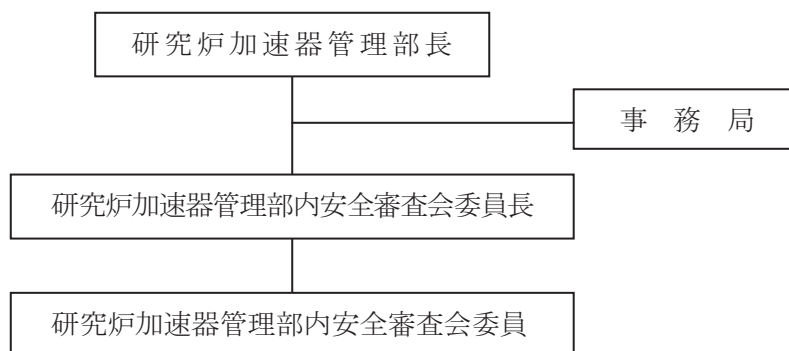 研究炉加速器管理部長
事　務　局
研究炉加速器管理部内安全審査会委員長
研究炉加速器管理部内安全審査会委員